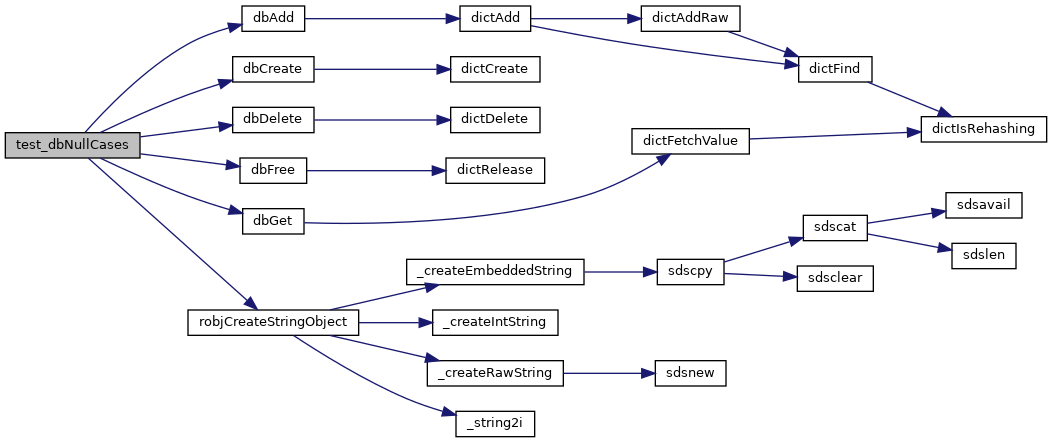 test_dbNullCases
dbAdd
dictAdd
dictAddRaw
dictFind
dictIsRehashing
dbCreate
dictCreate
dbDelete
dictDelete
dbFree
dictRelease
dbGet
dictFetchValue
robjCreateStringObject
_createEmbeddedString
sdscpy
sdscat
sdsavail
sdslen
sdsclear
_createIntString
_createRawString
sdsnew
_string2i